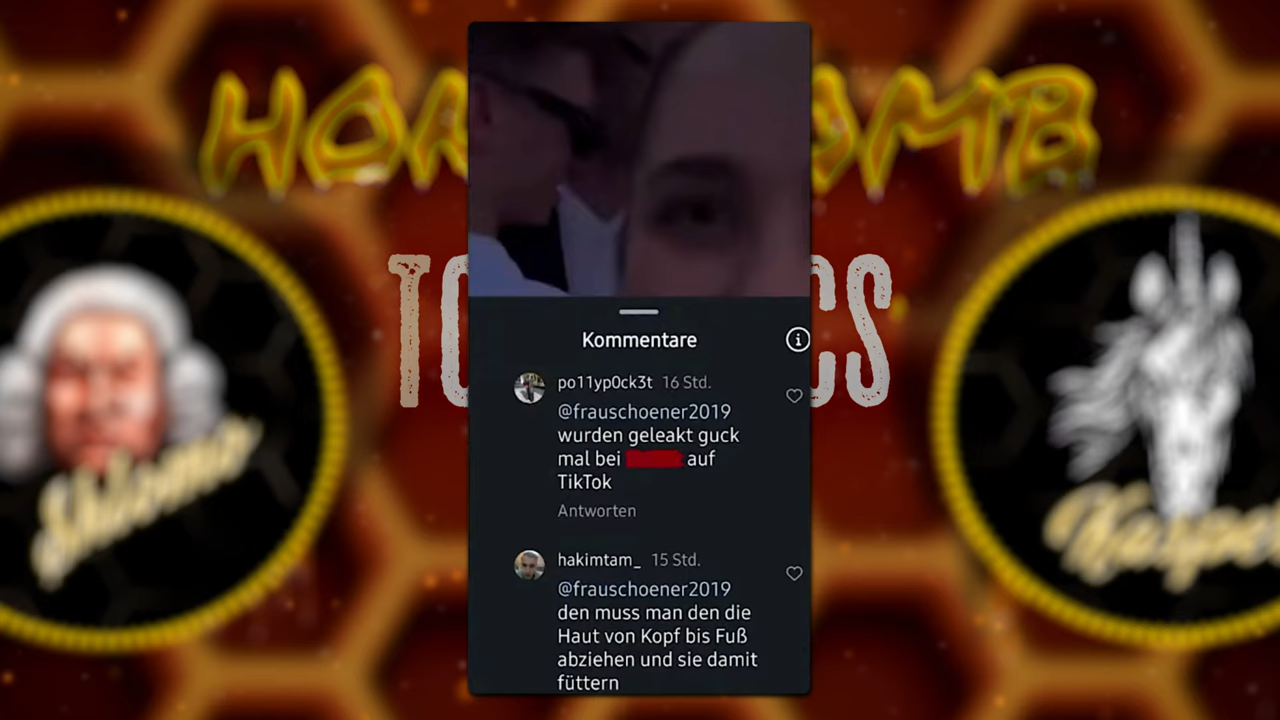 Kommentare
po11yp0ck3t 16 Std.
@frauschoener2019
wurden geleakt guck
mal bei auf
TikTok
Antworten
hakimtam_ 15 Std.
@frauschoener2019
den muss man den die
Haut von Kopf bis Fuß
abziehen und sie damit
füttern
Shlomo